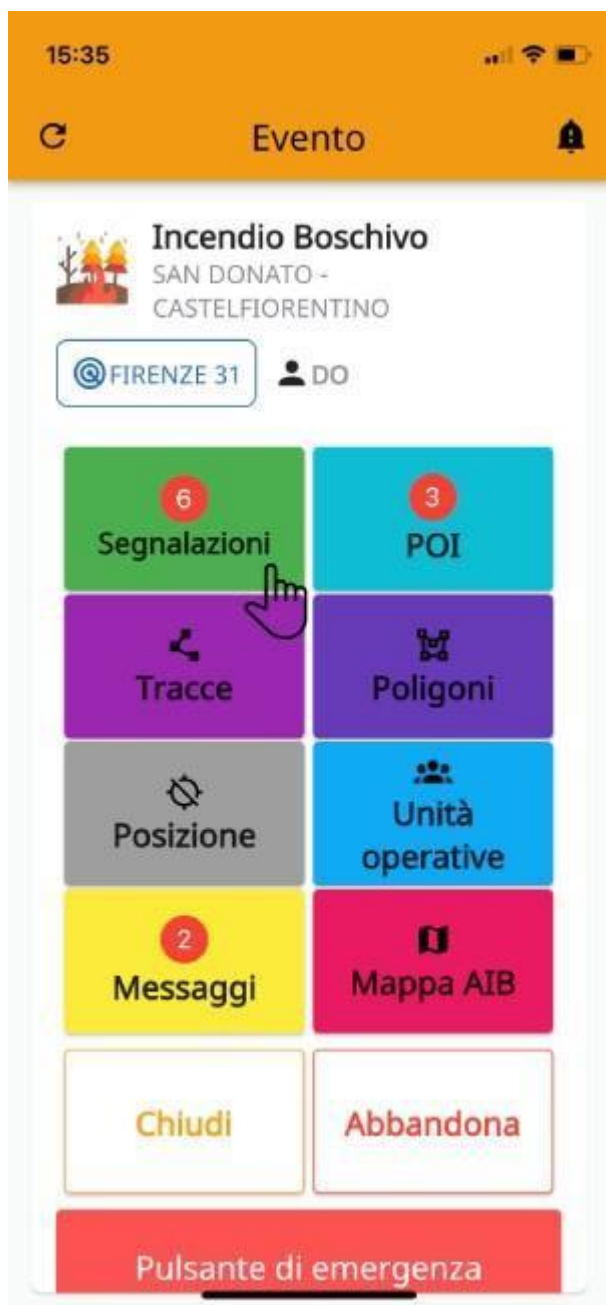 15:35
Evento
Incendio Boschivo
SAN DONATO -
CASTELFIORENTINO
FIRENZE 31 DO
6 3
Segnalazioni POI
Tracce Poligoni
Posizione Unità
operative
2
Messaggi Mappa AIB
Chiudi Abbandona
Pulsante di emergenza